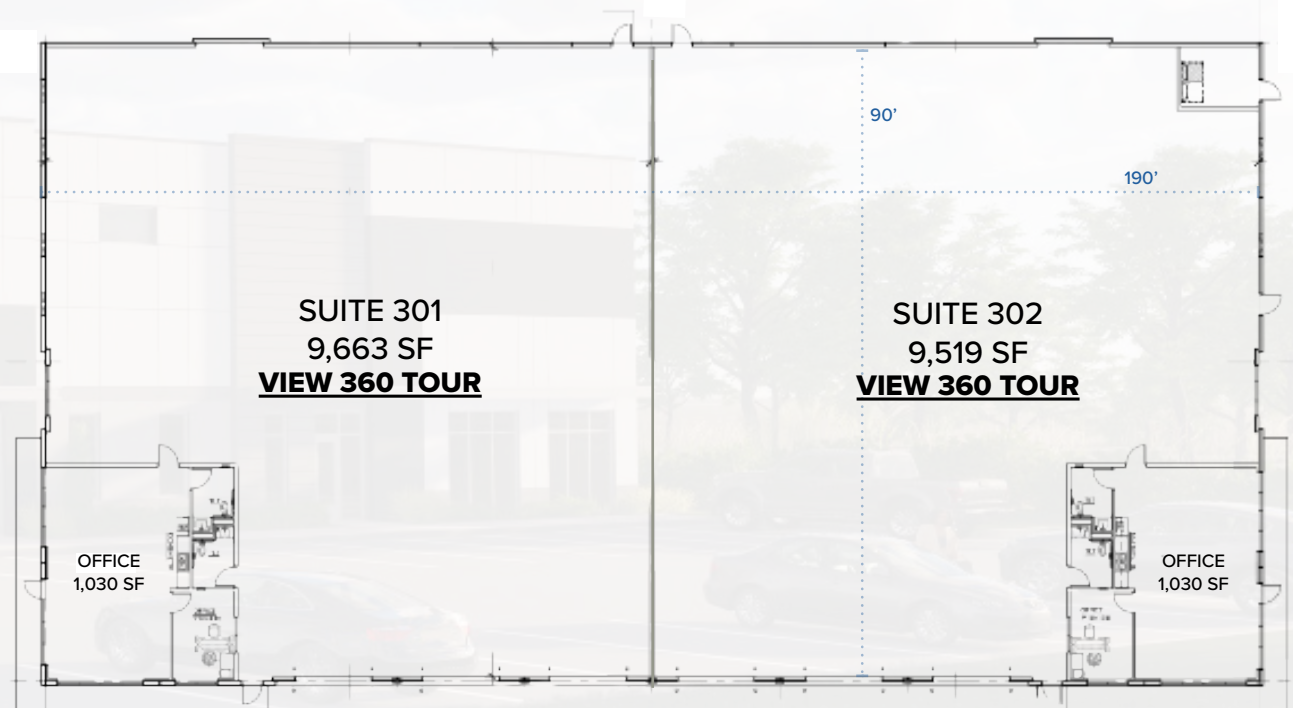 90’
190’
SUITE 301
9,663 SF
VIEW 360 TOUR
SUITE 302
9,519 SF
VIEW 360 TOUR
OFFICE
1,030 SF
OFFICE
1,030 SF